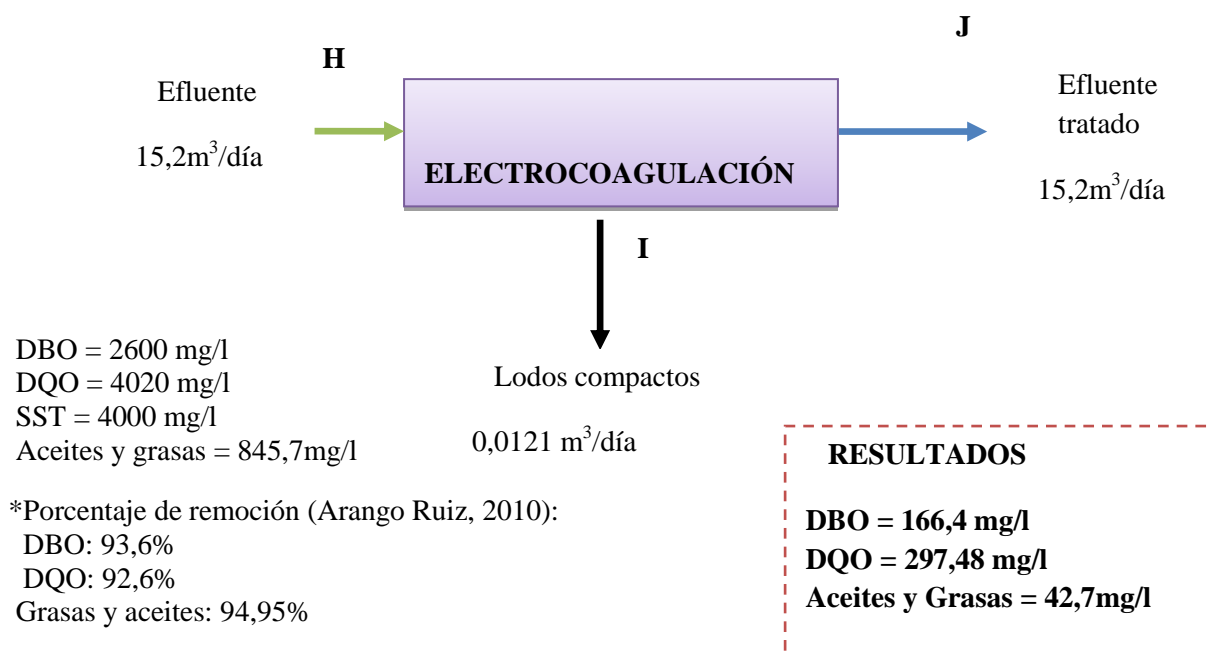 H
J
Efluente
15,2m³/día
ELECTROCOAGULACIÓN
Efluente
tratado
15,2m³/día
I
Lodos compactos
0,0121 m³/día
DBO = 2600 mg/l
DQO = 4020 mg/l
SST = 4000 mg/l
Aceites y grasas = 845,7mg/l
*Porcentaje de remoción (Arango Ruiz, 2010):
DBO: 93,6%
DQO: 92,6%
Grasas y aceites: 94,95%
RESULTADOS
DBO = 166,4 mg/l
DQO = 297,48 mg/l
Aceites y Grasas = 42,7mg/l